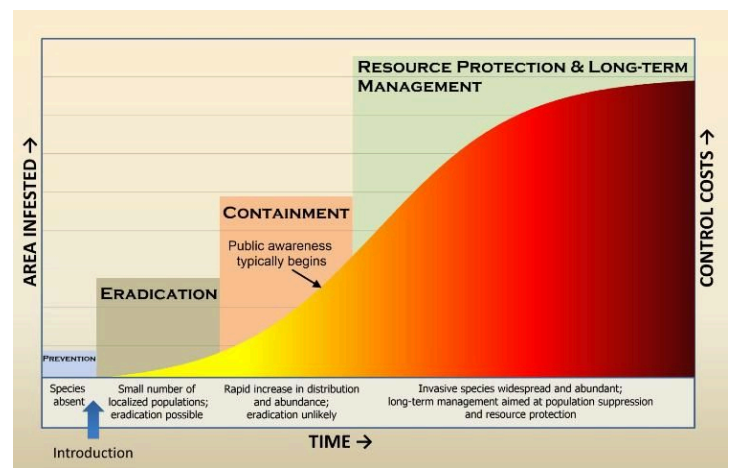 RESOURCE PROTECTION & LONG-TERM
MANAGEMENT
CONTAINMENT
Public awareness
typically begins
ERADICATION
PREVENTION
AREA INFESTED →
CONTROL COSTS →
Species
absent
Small number of
localized populations;
eradication possible
Rapid increase in distribution
and abundance;
eradication unlikely
Invasive species widespread and abundant;
long-term management aimed at population suppression
and resource protection
TIME →
Introduction